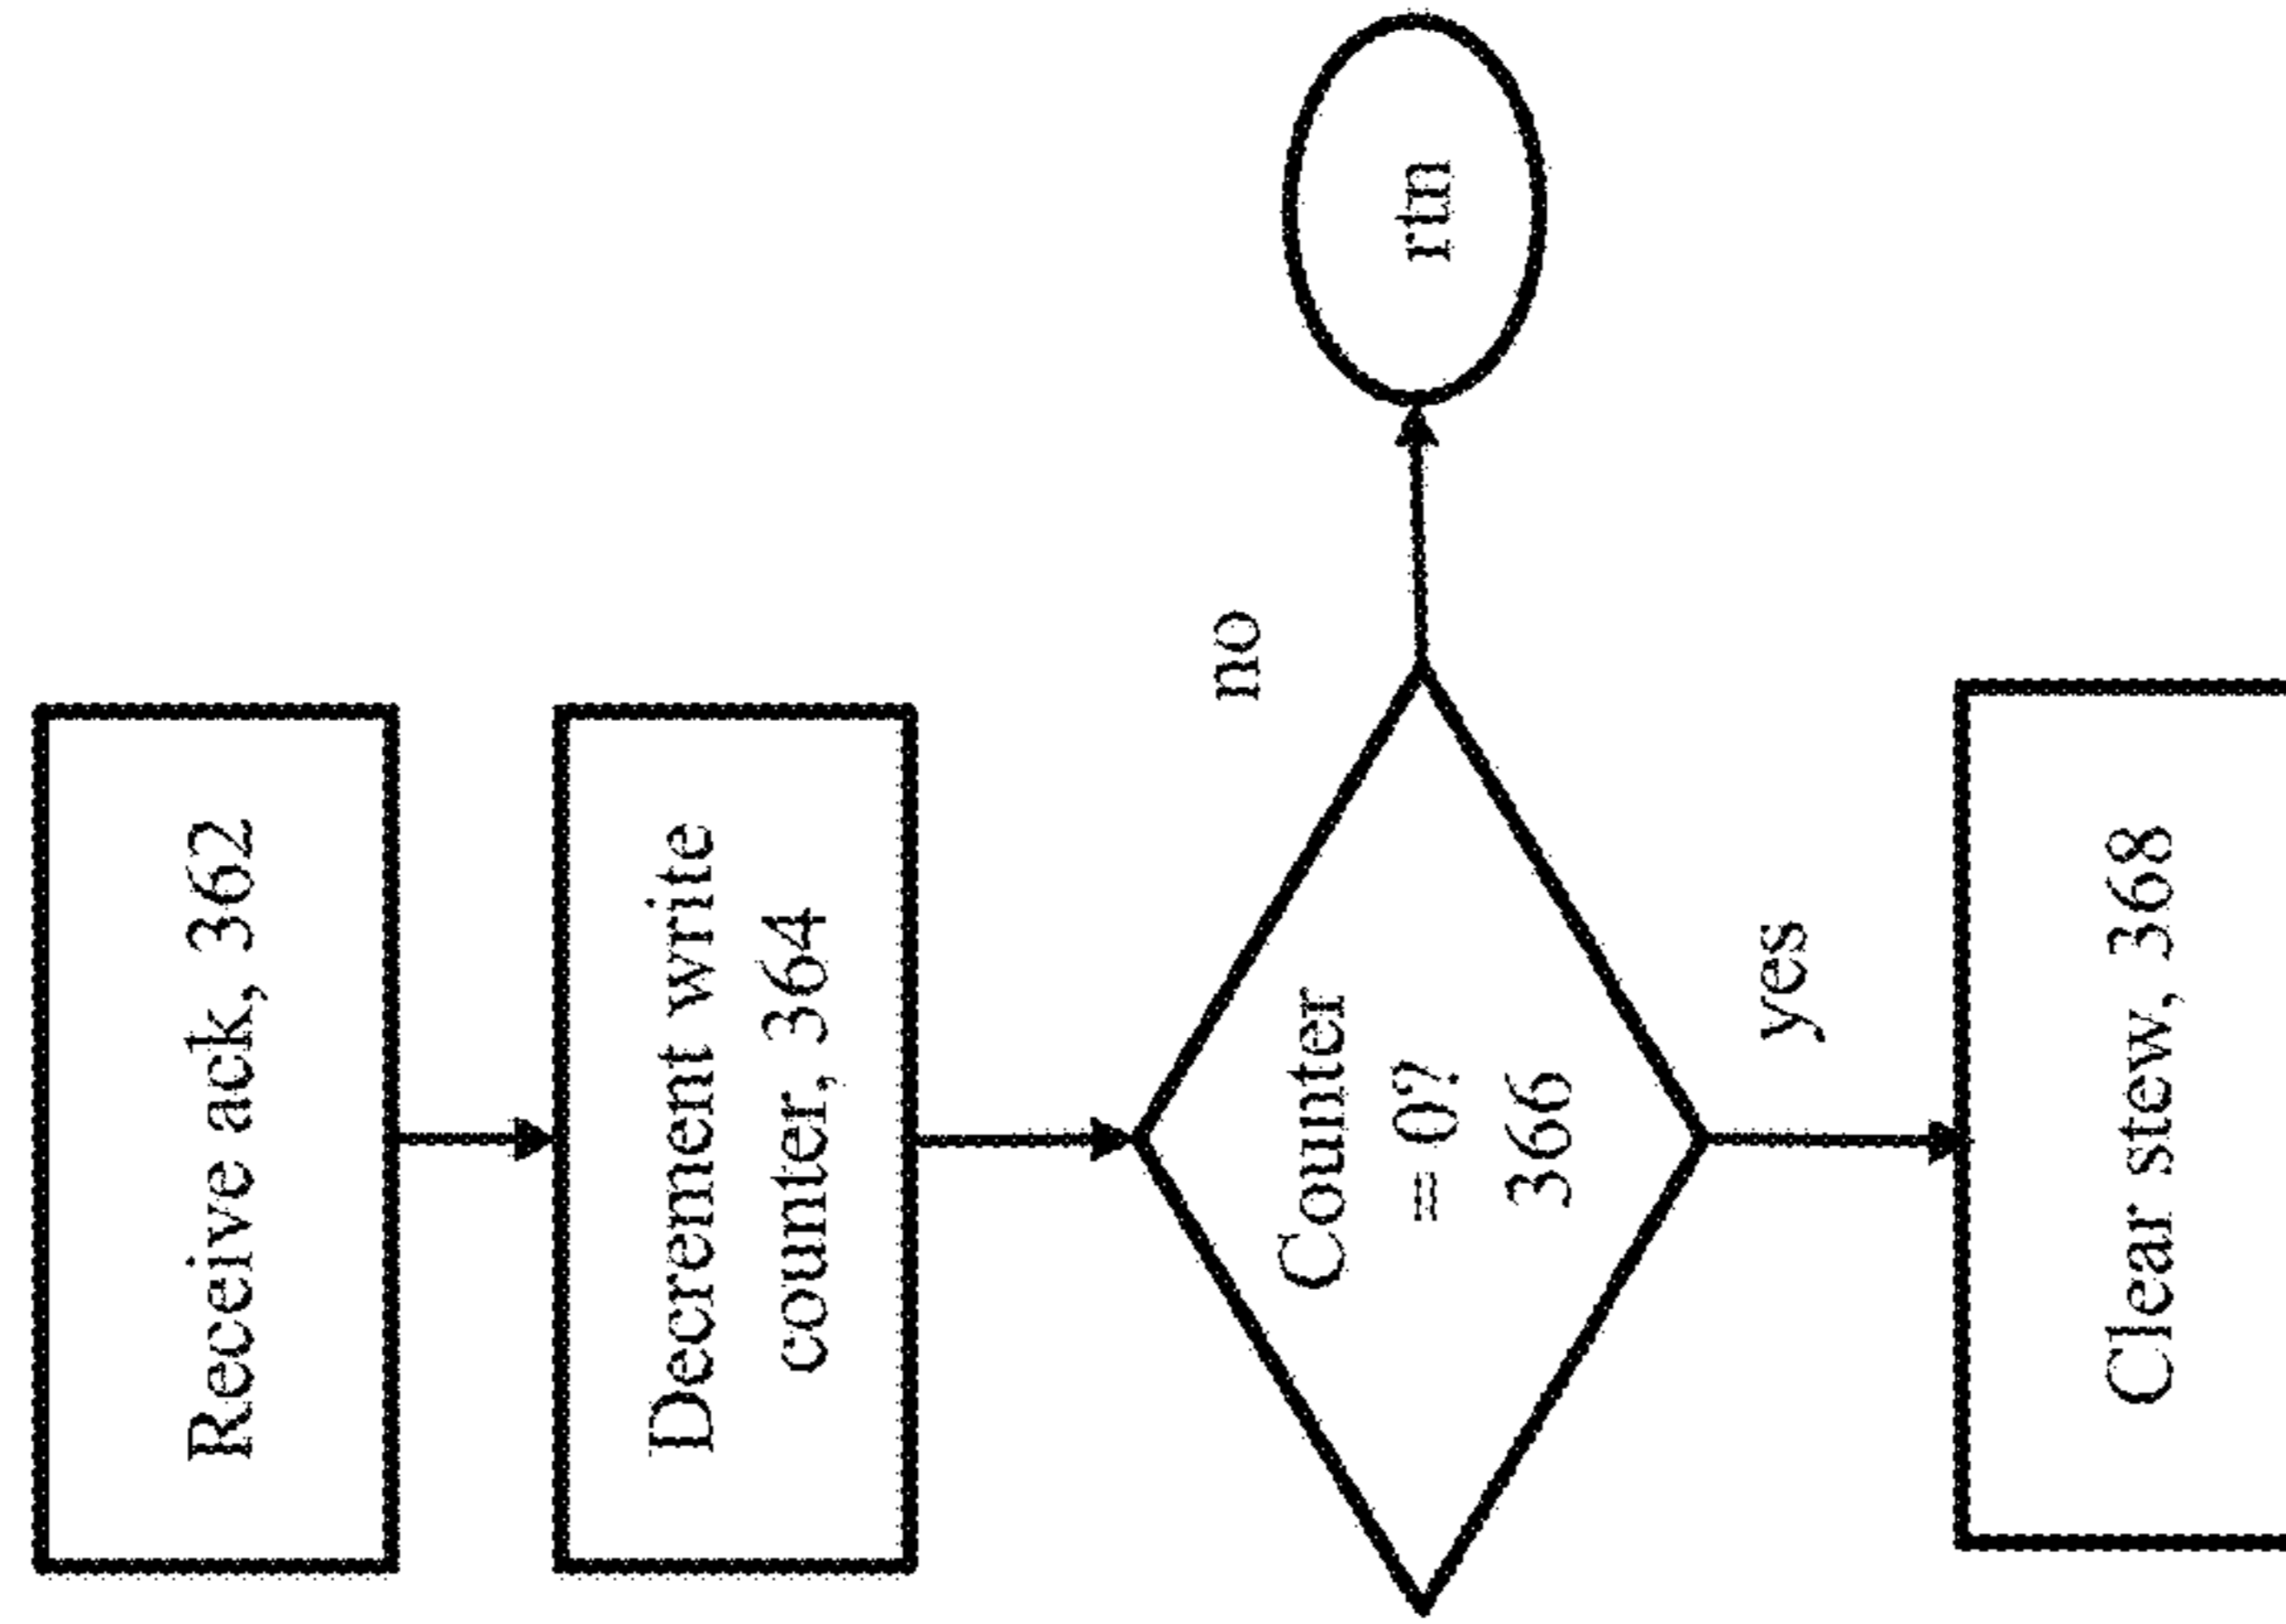 Receive ack, 362
Decrement write
counter, 364
Counter
= 0?
366
no
rtn
yes
Clear stew, 368